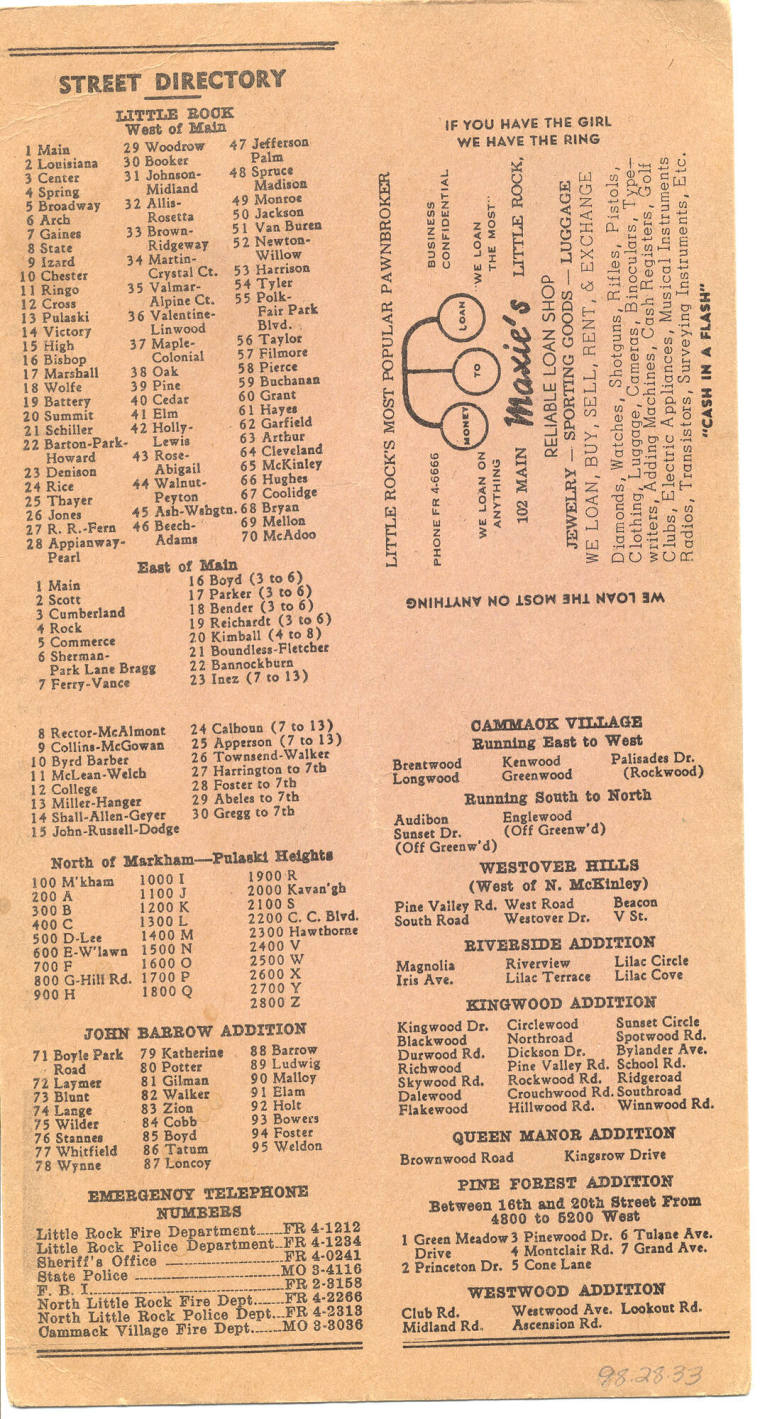 STREET DIRECTORY
LITTLE ROCK
West of Main
1 Main
2 Louisiana
3 Center
4 Spring
5 Broadway
6 Arch
7 Gaines
8 State
9 Izard
10 Chester
11 Ringo
12 Cross
13 Pulaski
14 Victory
15 High
16 Bishop
17 Marshall
18 Wolfe
19 Battery
20 Summit
21 Schiller
22 Barton-Park-
Howard
23 Denison
24 Rice
25 Thayer
26 Jones
27 R. R.-Fern
28 Appianway-
Pearl
29 Woodrow
30 Booker
31 Johnson-
Midland
32 Allis-
Rosetta
33 Brown-
Ridgeway
34 Martin-
Crystal Ct.
35 Valmar-
Alpine Ct.
36 Valentine-
Linwood
37 Maple-
Colonial
38 Oak
39 Pine
40 Cedar
41 Elm
42 Holly-
Lewis
43 Rose-
Abigail
44 Walnut-
Peyton
45 Ash-Wshgtn.
46 Beech-
Adams
47 Jefferson
Palm
48 Spruce
Madison
49 Monroe
50 Jackson
51 Van Buren
52 Newton-
Willow
53 Harrison
54 Tyler
55 Polk-
Fair Park
Blvd.
56 Taylor
57 Filmore
58 Pierce
59 Buchanan
60 Grant
61 Hayes
62 Garfield
63 Arthur
64 Cleveland
65 McKinley
66 Hughes
67 Coolidge
68 Bryan
69 Mellon
70 McAdoo
East of Main
1 Main
2 Scott
3 Cumberland
4 Rock
5 Commerce
6 Sherman-
Park Lane Bragg
7 Ferry-Vance
8 Rector-McAlmont
9 Collins-McGowan
10 Byrd Barber
11 McLean-Welch
12 College
13 Miller-Hanger
14 Shall-Allen-Geyer
15 John-Russell-Dodge
16 Boyd (3 to 6)
17 Parker (3 to 6)
18 Bender (3 to 6)
19 Reichardt (3 to 6)
20 Kimball (4 to 8)
21 Boundless-Fletcher
22 Bannockburn
23 Inez (7 to 13)
24 Calhoun (7 to 13)
25 Apperson (7 to 13)
26 Townsend-Walker
27 Harrington to 7th
28 Foster to 7th
29 Abeles to 7th
30 Gregg to 7th
North of Markham—Pulaski Heights
100 M'kham
200 A
300 B
400 C
500 D-Lee
600 E-W'lawn
700 F
800 G-Hill Rd.
900 H
1000 I
1100 J
1200 K
1300 L
1400 M
1500 N
1600 O
1700 P
1800 Q
1900 R
2000 Kavan'gh
2100 S
2200 C. C. Blvd.
2300 Hawthorne
2400 V
2500 W
2600 X
2700 Y
2800 Z
JOHN BARROW ADDITION
71 Boyle Park
Road
72 Laymer
73 Blunt
74 Lange
75 Wilder
76 Stannes
77 Whitfield
78 Wynne
79 Katherine
80 Potter
81 Gilman
82 Walker
83 Zion
84 Cobb
85 Boyd
86 Tatum
87 Loncoy
88 Barrow
89 Ludwig
90 Malloy
91 Elam
92 Holt
93 Bowers
94 Foster
95 Weldon
EMERGENCY TELEPHONE
NUMBERS
Little Rock Fire Department......FR 4-1212
Little Rock Police Department..FR 4-1234
Sheriff's Office ......FR 4-0241
State Police ......MO 3-4116
F. B. I.......FR 2-3158
North Little Rock Fire Dept......FR 4-2266
North Little Rock Police Dept...FR 4-2313
Cammack Village Fire Dept.......MO 3-3036
IF YOU HAVE THE GIRL
WE HAVE THE RING
LITTLE ROCK'S MOST POPULAR PAWNBROKER
PHONE FR 4-6666
BUSINESS
CONFIDENTIAL
MONEY
TO
LOAN
WE LOAN ON
ANYTHING
"WE LOAN
THE MOST"
102 MAIN Maxie's LITTLE ROCK,
RELIABLE LOAN SHOP
JEWELRY — SPORTING GOODS — LUGGAGE
WE LOAN, BUY, SELL, RENT, & EXCHANGE
Diamonds, Watches, Shotguns, Rifles, Pistols,
Clothing, Luggage, Cameras, Binoculars, Type-
writers, Adding Machines, Cash Registers, Golf
Clubs, Electric Appliances, Musical Instruments
Radios, Transistors, Surveying Instruments, Etc.
"CASH IN A FLASH"
WE LOAN THE MOST ON ANYTHING
CAMMACK VILLAGE
Running East to West
Brentwood Kenwood Palisades Dr.
Longwood Greenwood (Rockwood)
Running South to North
Audibon Englewood
Sunset Dr. (Off Greenw'd)
(Off Greenw'd)
WESTOVER HILLS
(West of N. McKinley)
Pine Valley Rd. West Road Beacon
South Road Westover Dr. V St.
RIVERSIDE ADDITION
Magnolia Riverview Lilac Circle
Iris Ave. Lilac Terrace Lilac Cove
KINGWOOD ADDITION
Kingwood Dr. Circlewood Sunset Circle
Blackwood Northroad Spotwood Rd.
Durwood Rd. Dickson Dr. Bylander Ave.
Richwood Pine Valley Rd. School Rd.
Skywood Rd. Rockwood Rd. Ridgeroad
Dalewood Crouchwood Rd. Southroad
Flakewood Hillwood Rd. Winnwood Rd.
QUEEN MANOR ADDITION
Brownwood Road Kingsrow Drive
PINE FOREST ADDITION
Between 16th and 20th Street From
4800 to 5200 West
1 Green Meadow 3 Pinewood Dr. 6 Tulane Ave.
Drive 4 Montclair Rd. 7 Grand Ave.
2 Princeton Dr. 5 Cone Lane
WESTWOOD ADDITION
Club Rd. Westwood Ave. Lookout Rd.
Midland Rd. Ascension Rd.
98.28.33